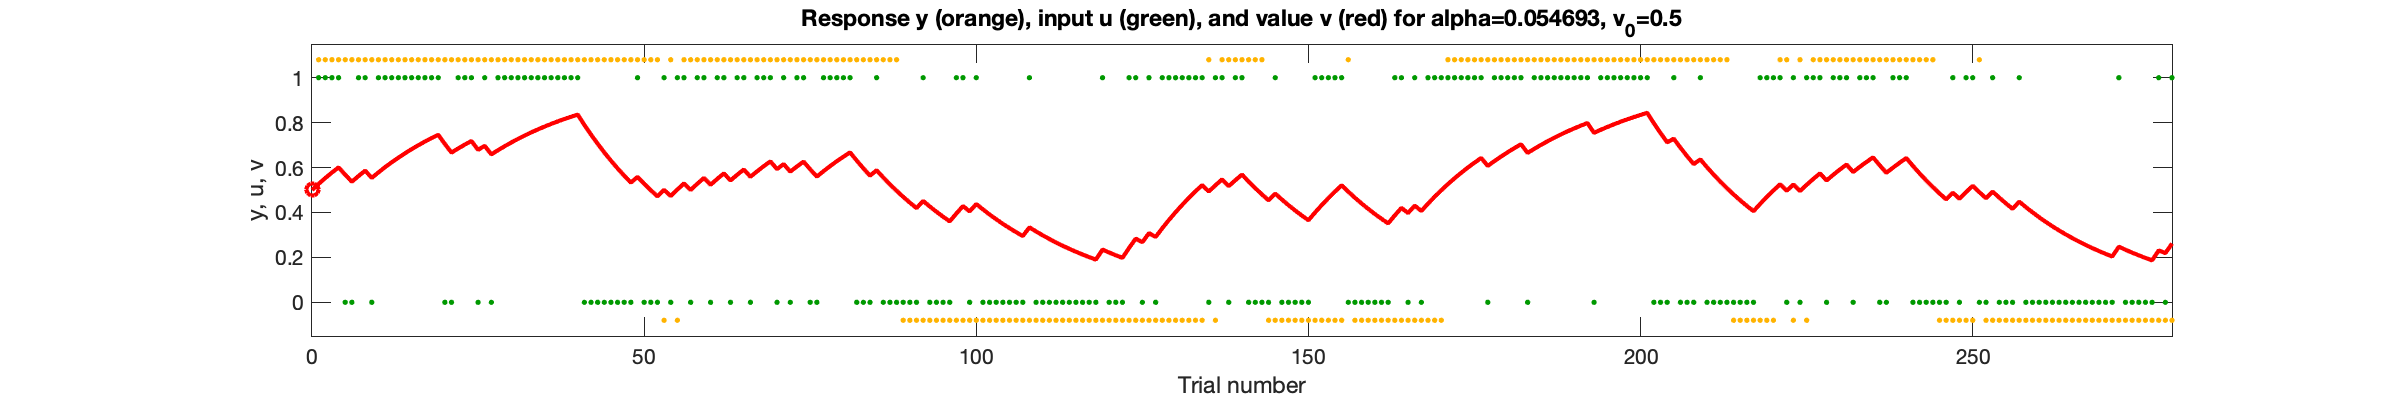 Response y (orange), input u (green), and value v (red) for alpha=0.054693, v0=0.5
y, u, v
1
0.8
0.6
0.4
0.2
0
0 50 100 150 200 250
Trial number